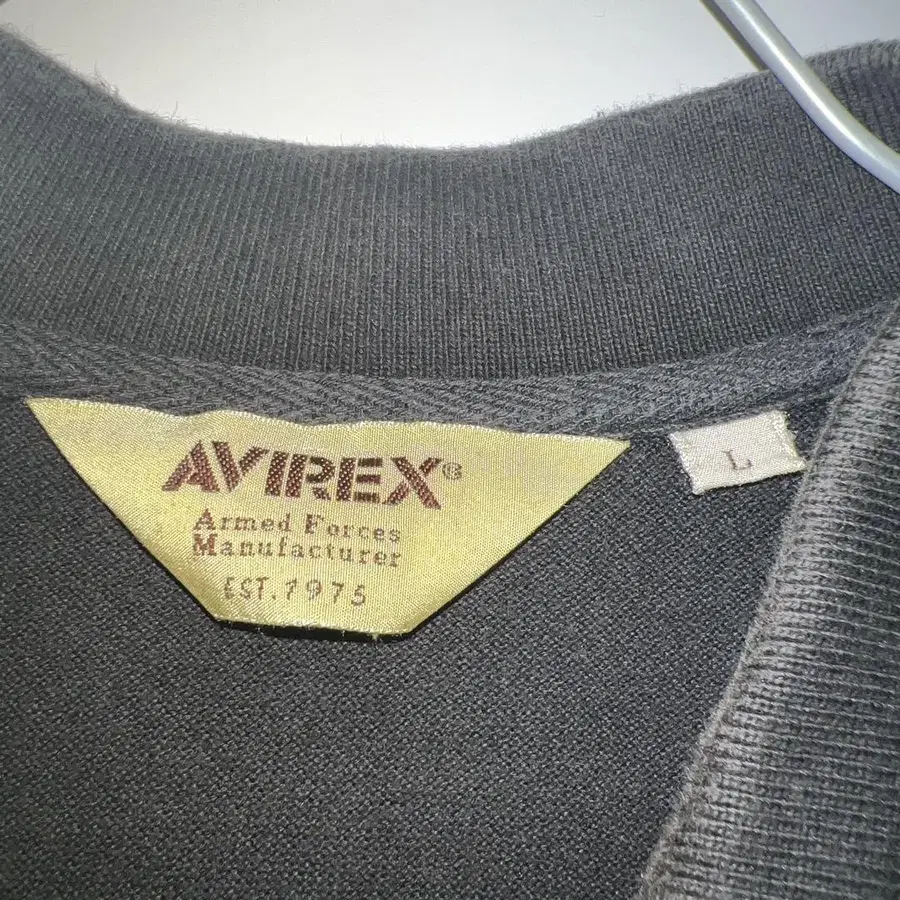 AVIREX®
Armed Forces
Manufacturer
EST.1975
L